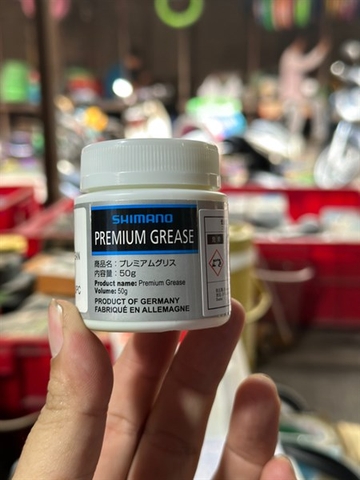 SHIMANO
PREMIUM GREASE
商品名：プレミアムグリス
内容量：50g
Product name: Premium Grease
Volume: 50g
PRODUCT OF GERMANY
FABRIQUÉ EN ALLEMAGNE